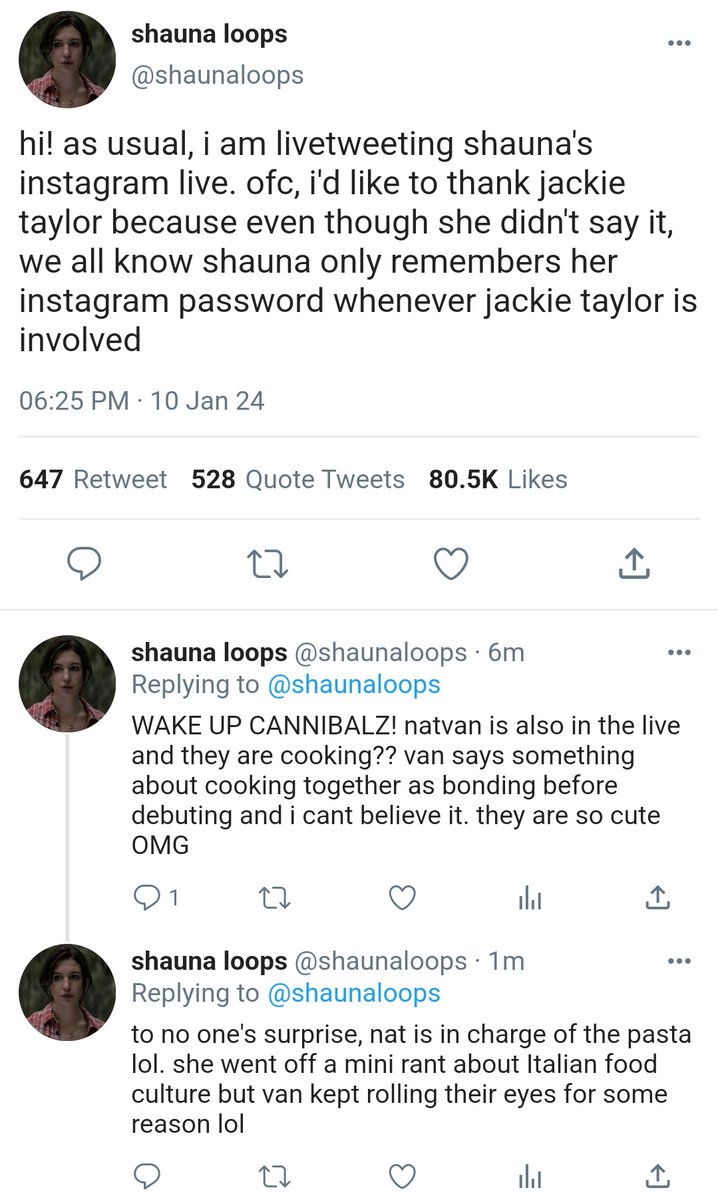 shauna loops
@shaunaloops
hi! as usual, i am livetweeting shauna's
instagram live. ofc, i'd like to thank jackie
taylor because even though she didn't say it,
we all know shauna only remembers her
instagram password whenever jackie taylor is
involved
06:25 PM · 10 Jan 24
647 Retweet 528 Quote Tweets 80.5K Likes
shauna loops @shaunaloops · 6m
Replying to @shaunaloops
WAKE UP CANNIBALZ! natvan is also in the live
and they are cooking?? van says something
about cooking together as bonding before
debuting and i cant believe it. they are so cute
OMG
1
shauna loops @shaunaloops · 1m
Replying to @shaunaloops
to no one's surprise, nat is in charge of the pasta
lol. she went off a mini rant about Italian food
culture but van kept rolling their eyes for some
reason lol